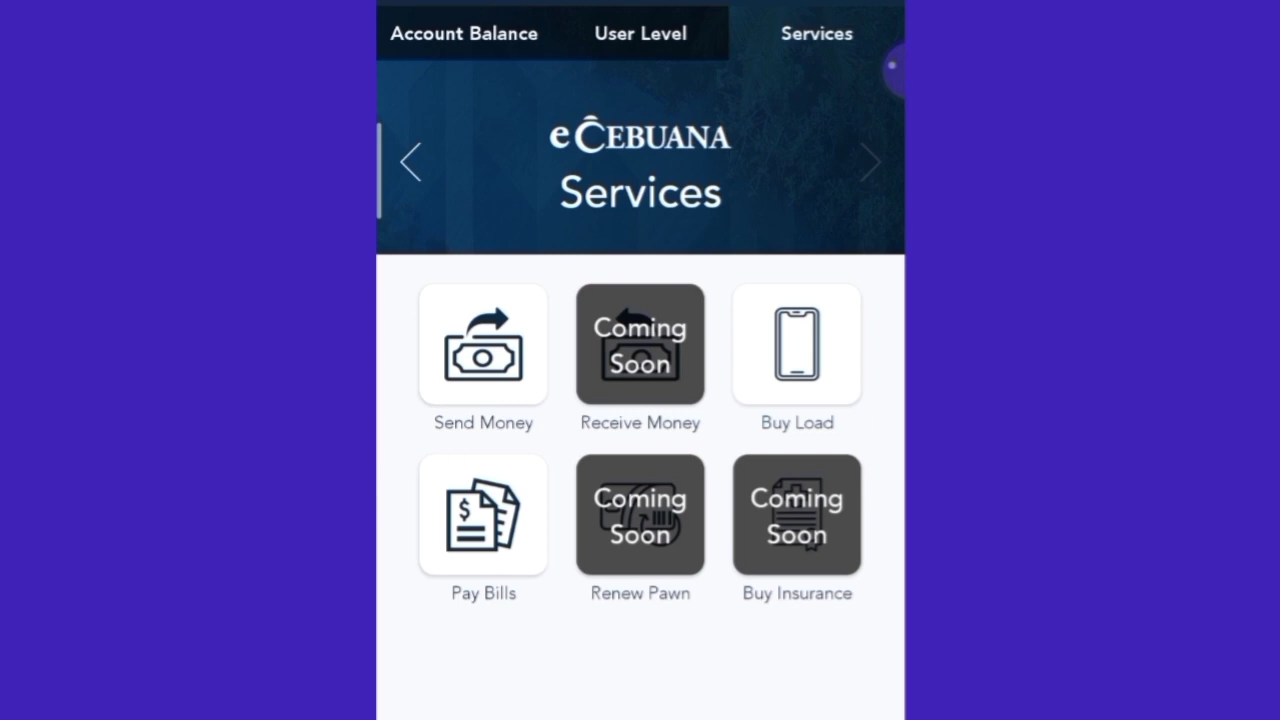 Account Balance User Level Services
eĈEBUANA
Services
Coming
Soon
Send Money Receive Money Buy Load
$
Coming
Soon
Coming
Soon
Pay Bills Renew Pawn Buy Insurance